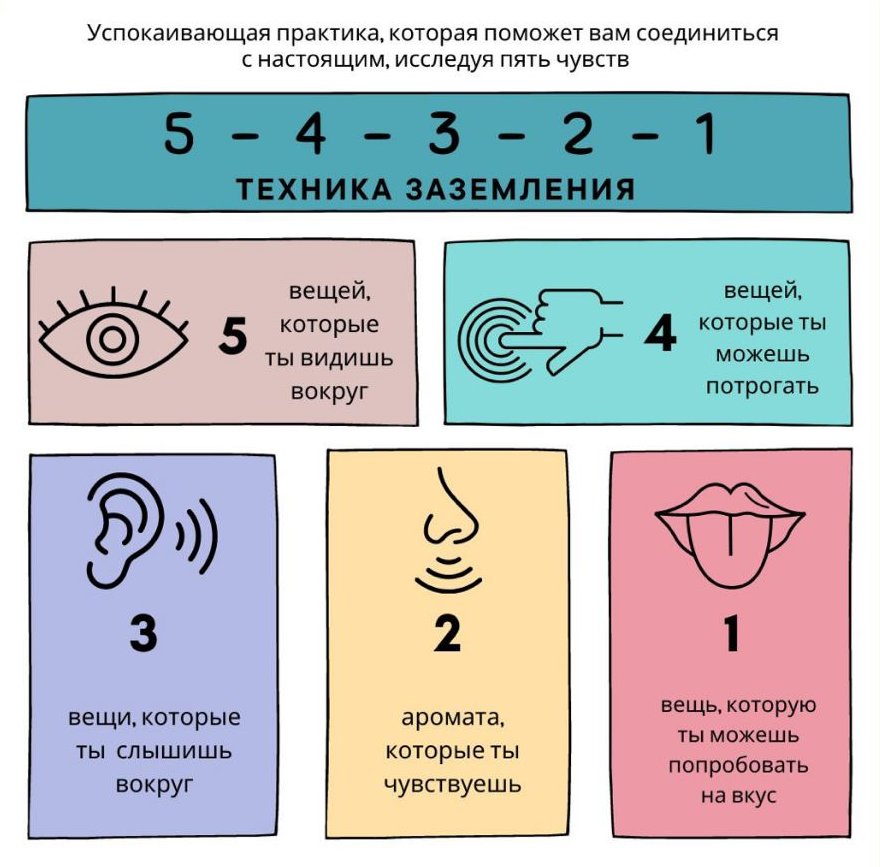 Успокаивающая практика, которая поможет вам соединиться
с настоящим, исследуя пять чувств
5 – 4 – 3 – 2 – 1
ТЕХНИКА ЗАЗЕМЛЕНИЯ
5
вещей,
которые
ты видишь
вокруг
4
вещей,
которые ты
можешь
потрогать
3
вещи, которые
ты слышишь
вокруг
2
аромата,
которые ты
чувствуешь
1
вещь, которую
ты можешь
попробовать
на вкус